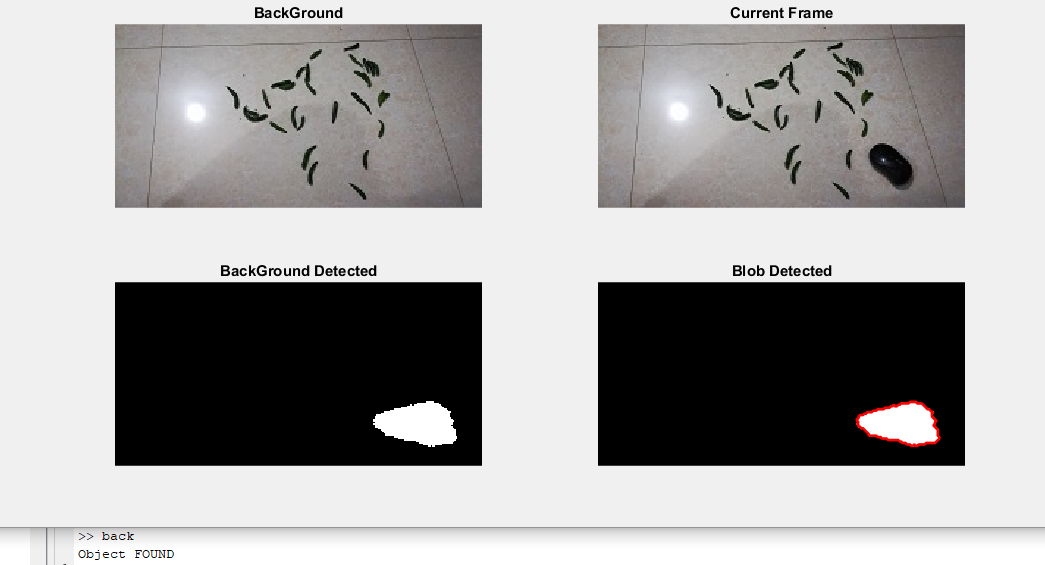 BackGround
Current Frame
BackGround Detected
Blob Detected
>> back
Object FOUND